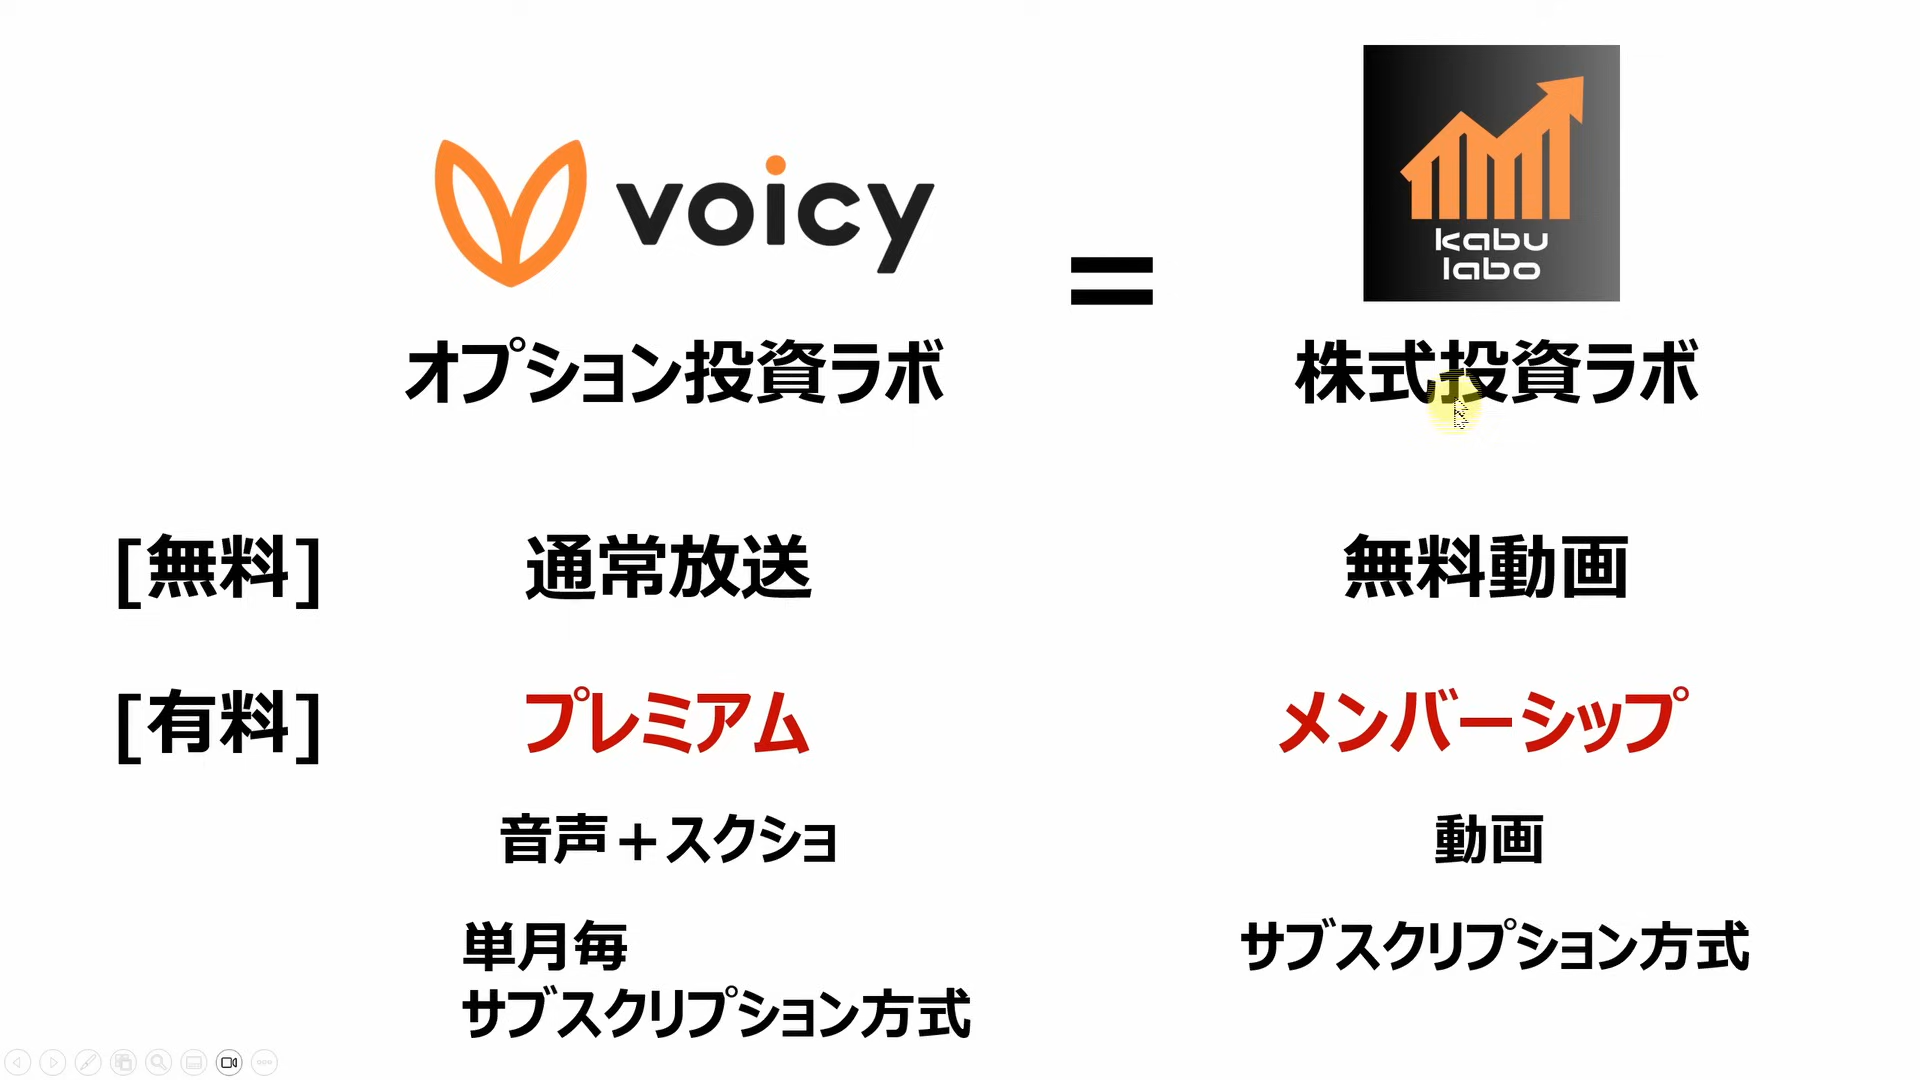 voicy
kabu
labo
=
オプション投資ラボ
株式投資ラボ
[無料]
通常放送
無料動画
[有料]
プレミアム
メンバーシップ
音声＋スクショ
動画
単月毎
サブスクリプション方式
サブスクリプション方式